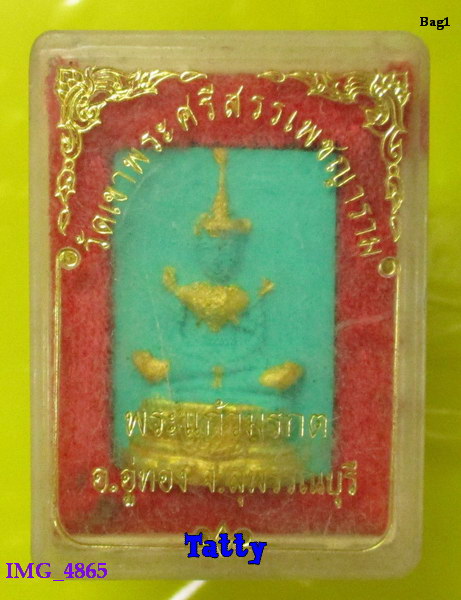 Bag1
วัดเขาพระศรีสรรเพชญาราม
พระแก้วมรกต
อ.อู่ทอง จ.สุพรรณบุรี
Tatty
IMG_4865